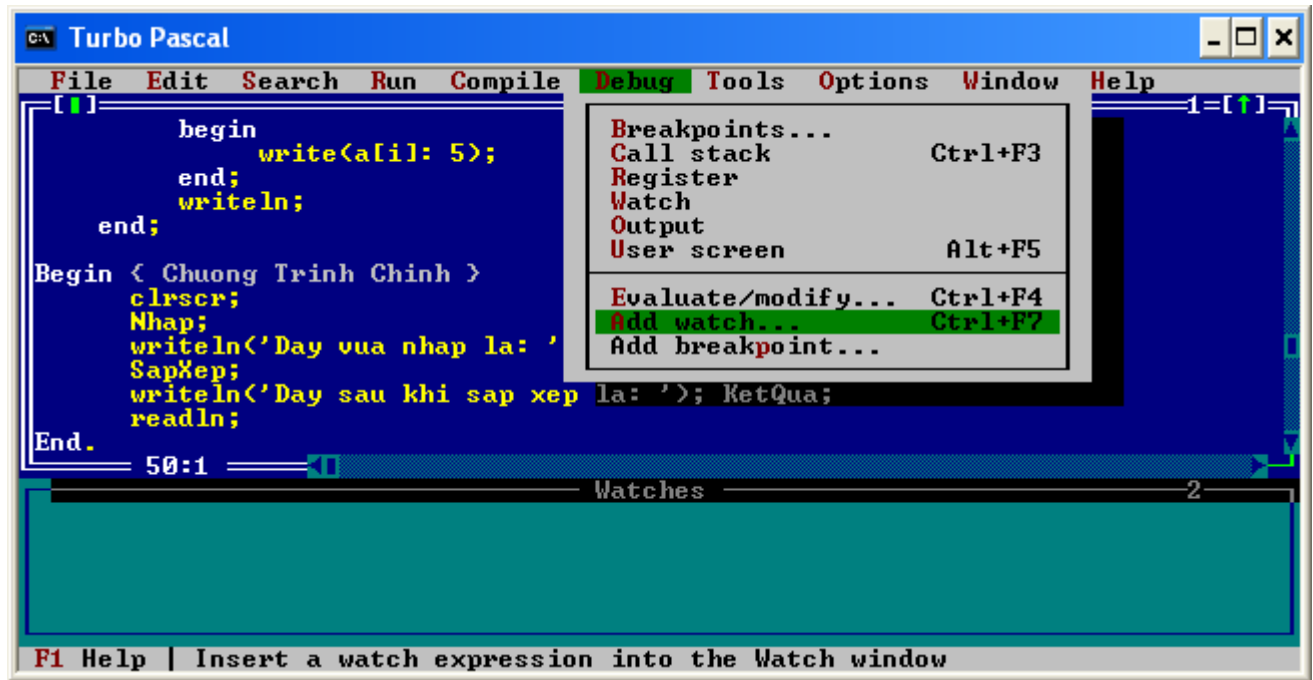 C:\ Turbo Pascal
File Edit Search Run Compile Debug Tools Options Window Help
[ ] 1=[↑]
begin
write(a[i]: 5);
end;
writeln;
end;
Begin { Chuong Trinh Chinh }
clrscr;
Nhap;
writeln('Day vua nhap la: '
SapXep;
writeln('Day sau khi sap xep la: '); KetQua;
readln;
End.
50:1
Breakpoints...
Call stack Ctrl+F3
Register
Watch
Output
User screen Alt+F5
Evaluate/modify... Ctrl+F4
Add watch... Ctrl+F7
Add breakpoint...
Watches 2
F1 Help | Insert a watch expression into the Watch window